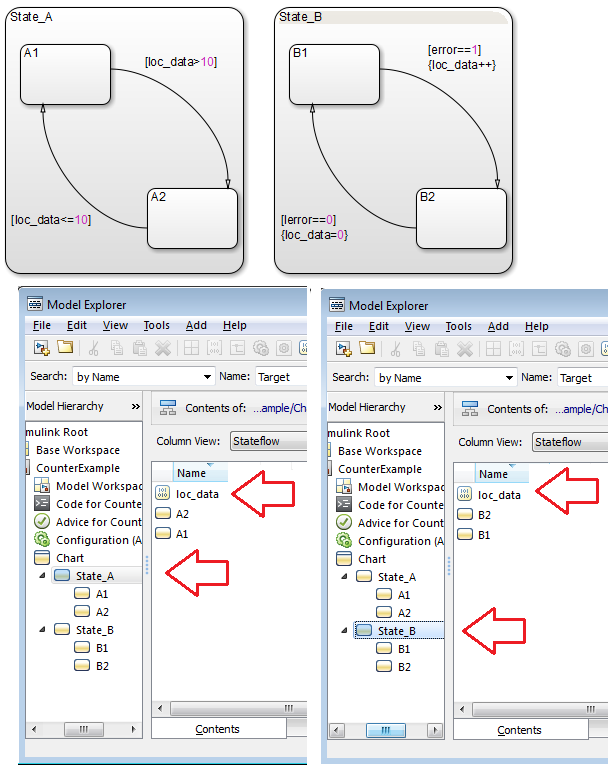 State_A
A1
[loc_data>10]
A2
[loc_data<=10]
State_B
B1
[error==1]
{loc_data++}
B2
[lerror==0]
{loc_data=0}
Model Explorer
File Edit View Tools Add Help
Search: by Name Name: Target
Model Hierarchy >>
Contents of: ...ample/Ch
Column View: Stateflow
mulink Root
Base Workspace
CounterExample
Model Workspac
Code for Counte
Advice for Count
Configuration (A
Chart
State_A
A1
A2
State_B
B1
B2
Name
loc_data
A2
A1
Contents
Model Explorer
File Edit View Tools Add Help
Search: by Name Name: Target
Model Hierarchy >>
Contents of: ...ample/Ch
Column View: Stateflow
mulink Root
Base Workspace
CounterExample
Model Workspac
Code for Counte
Advice for Count
Configuration (A
Chart
State_A
A1
A2
State_B
B1
B2
Name
loc_data
B2
B1
Contents